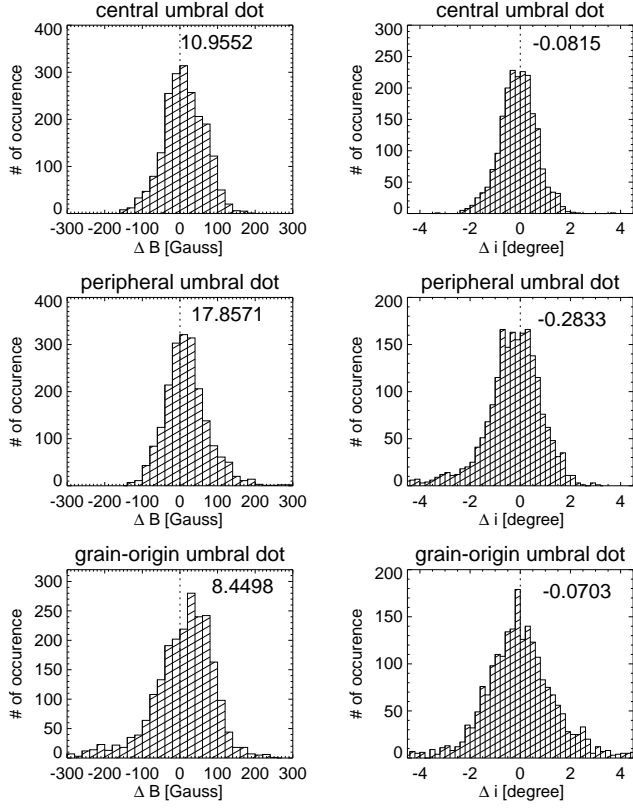 central umbral dot
10.9552
# of occurence
400
300
200
100
0
-300 -200 -100 0 100 200 300
Δ B [Gauss]
central umbral dot
-0.0815
# of occurence
300
250
200
150
100
50
0
-4 -2 0 2 4
Δ i [degree]
peripheral umbral dot
17.8571
# of occurence
400
300
200
100
0
-300 -200 -100 0 100 200 300
Δ B [Gauss]
peripheral umbral dot
-0.2833
# of occurence
200
150
100
50
0
-4 -2 0 2 4
Δ i [degree]
grain-origin umbral dot
8.4498
# of occurence
300
250
200
150
100
50
0
-300 -200 -100 0 100 200 300
Δ B [Gauss]
grain-origin umbral dot
-0.0703
# of occurence
200
150
100
50
0
-4 -2 0 2 4
Δ i [degree]